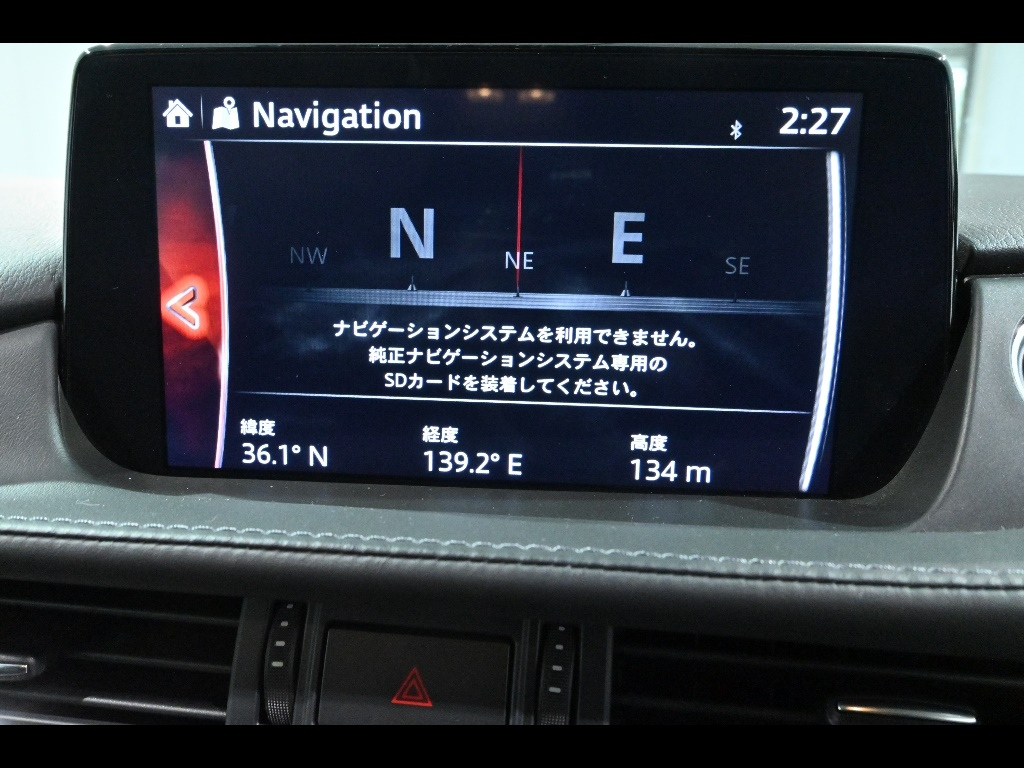 Navigation
2:27
NW N NE E SE
ナビゲーションシステムを利用できません。
純正ナビゲーションシステム専用の
SDカードを装着してください。
緯度 経度 高度
36.1° N 139.2° E 134 m